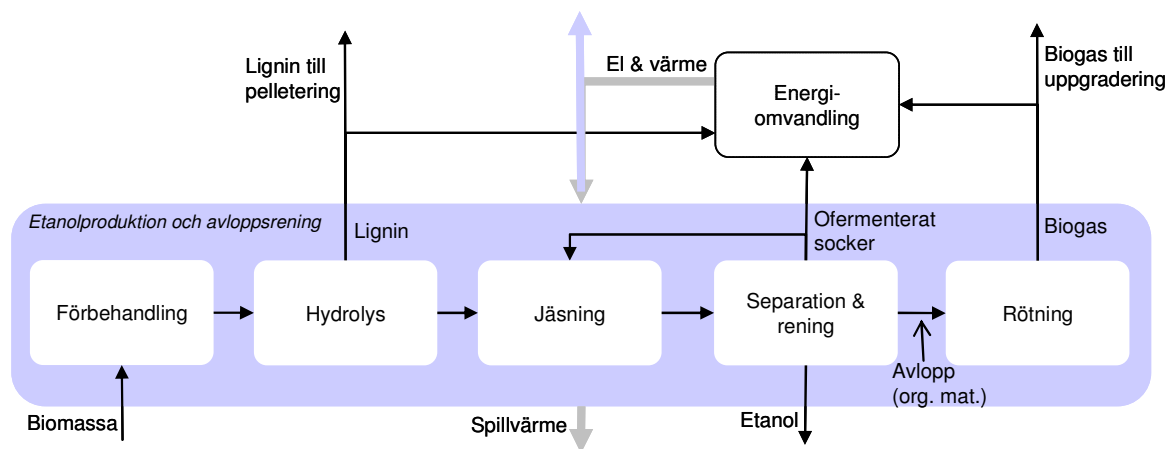 Lignin till
pelletering
El & värme
Energi-
omvandling
Biogas till
uppgradering
Etanolproduktion och avloppsrening
Lignin
Ofermenterat
socker
Biogas
Förbehandling
Hydrolys
Jäsning
Separation &
rening
Rötning
Avlopp
(org. mat.)
Biomassa
Spillvärme
Etanol